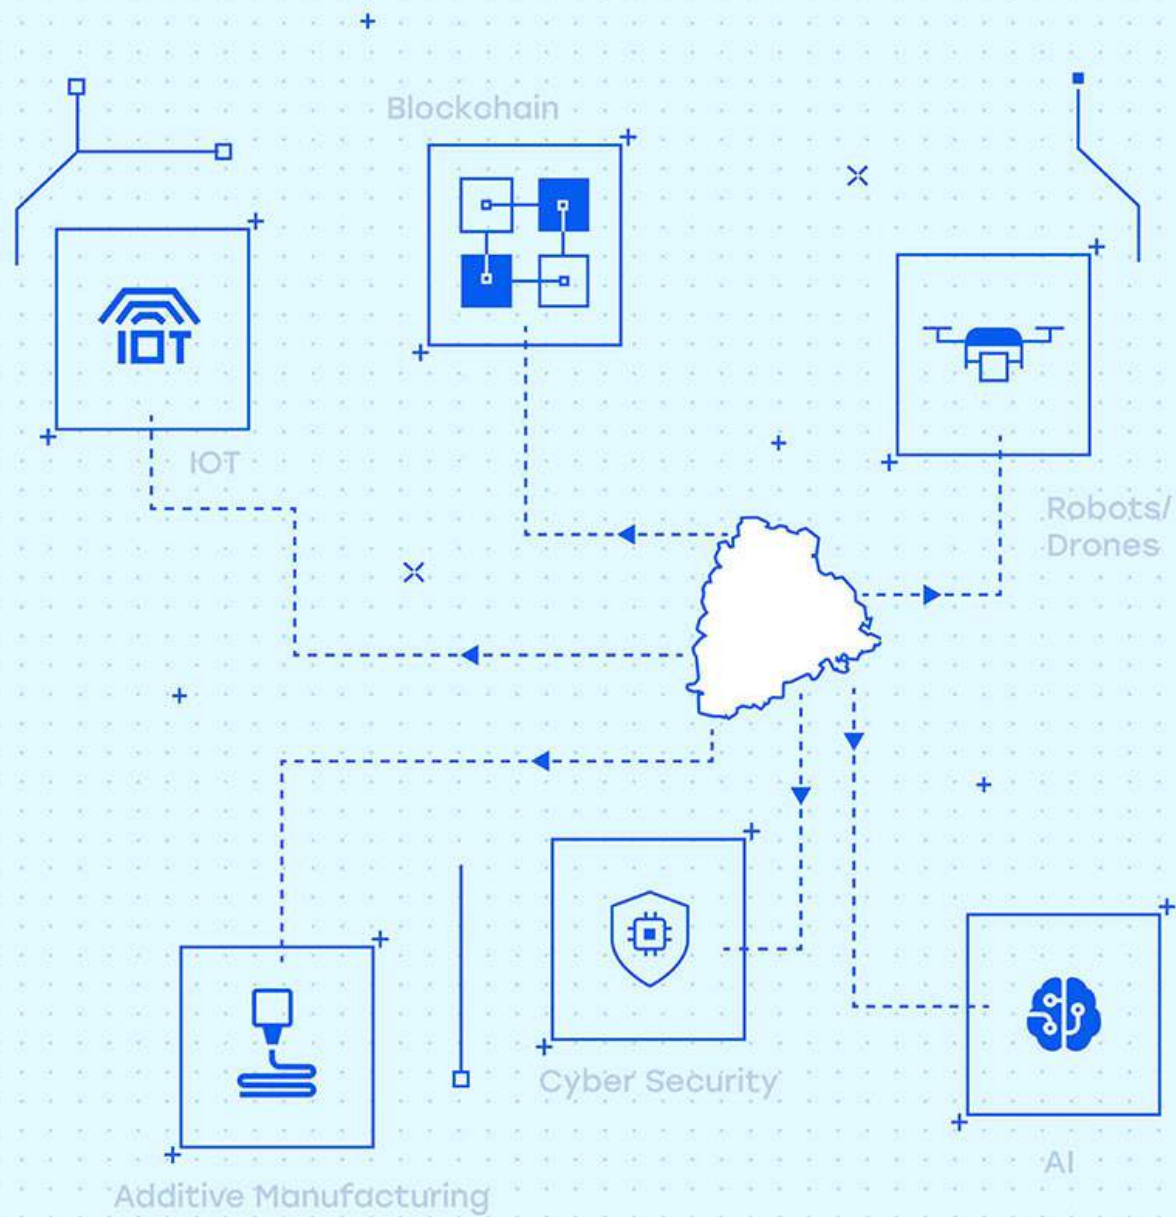 Blockchain
IOT
IOT
Robots/
Drones
Cyber Security
AI
Additive Manufacturing